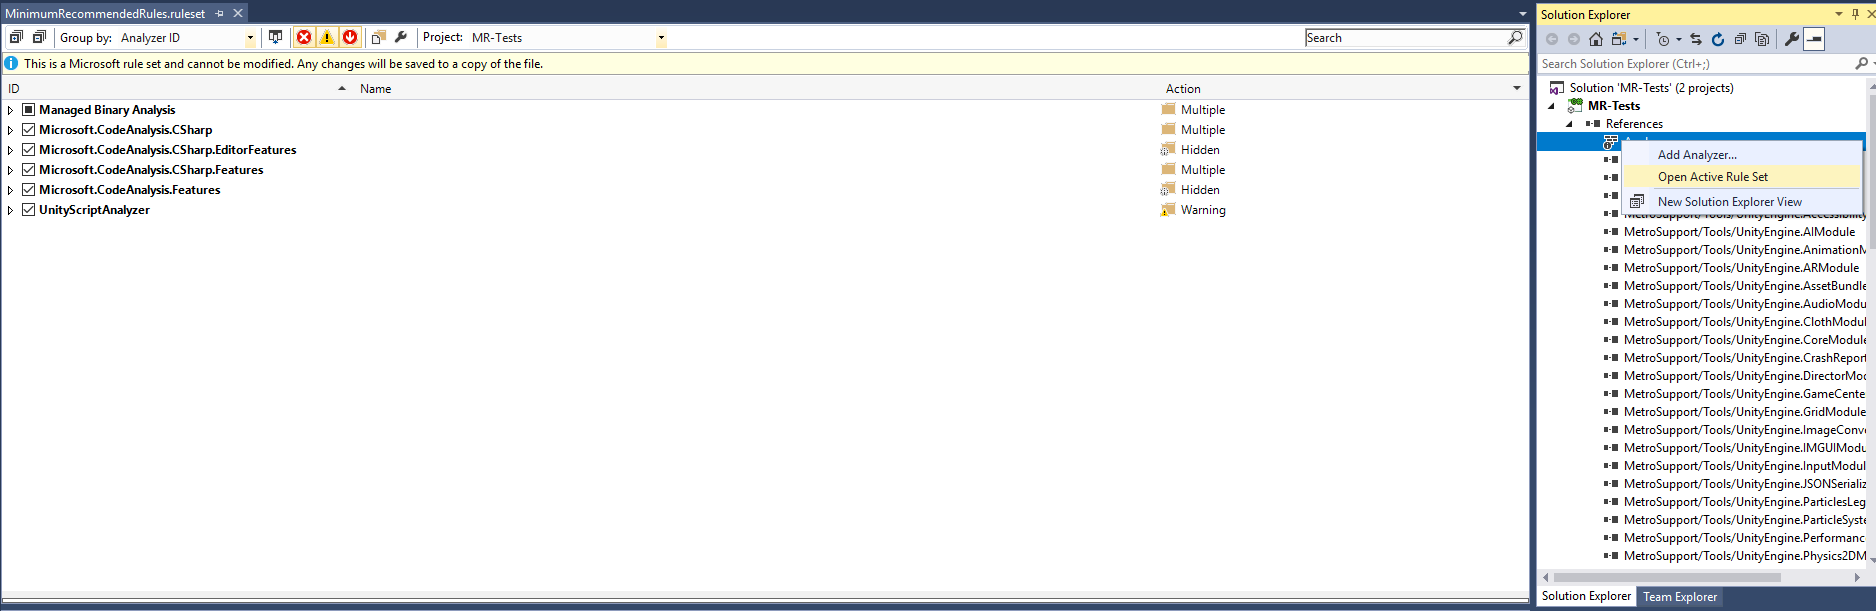 MinimumRecommendedRules.ruleset
Group by: Analyzer ID
Project: MR-Tests
Search
This is a Microsoft rule set and cannot be modified. Any changes will be saved to a copy of the file.
ID Name Action
Managed Binary Analysis Multiple
Microsoft.CodeAnalysis.CSharp Multiple
Microsoft.CodeAnalysis.CSharp.EditorFeatures Hidden
Microsoft.CodeAnalysis.CSharp.Features Multiple
Microsoft.CodeAnalysis.Features Hidden
UnityScriptAnalyzer Warning
Solution Explorer
Search Solution Explorer (Ctrl+;)
Solution 'MR-Tests' (2 projects)
MR-Tests
References
Add Analyzer...
Open Active Rule Set
New Solution Explorer View
MetroSupport/Tools/UnityEngine.Accessibility
MetroSupport/Tools/UnityEngine.AIModule
MetroSupport/Tools/UnityEngine.AnimationM
MetroSupport/Tools/UnityEngine.ARModule
MetroSupport/Tools/UnityEngine.AssetBundle
MetroSupport/Tools/UnityEngine.AudioModu
MetroSupport/Tools/UnityEngine.ClothModul
MetroSupport/Tools/UnityEngine.CoreModule
MetroSupport/Tools/UnityEngine.CrashReport
MetroSupport/Tools/UnityEngine.DirectorMod
MetroSupport/Tools/UnityEngine.GameCente
MetroSupport/Tools/UnityEngine.GridModule
MetroSupport/Tools/UnityEngine.ImageConv
MetroSupport/Tools/UnityEngine.IMGUIModu
MetroSupport/Tools/UnityEngine.InputModul
MetroSupport/Tools/UnityEngine.JSONSerializ
MetroSupport/Tools/UnityEngine.ParticlesLeg
MetroSupport/Tools/UnityEngine.ParticleSyste
MetroSupport/Tools/UnityEngine.Performanc
MetroSupport/Tools/UnityEngine.Physics2DM
Solution Explorer Team Explorer